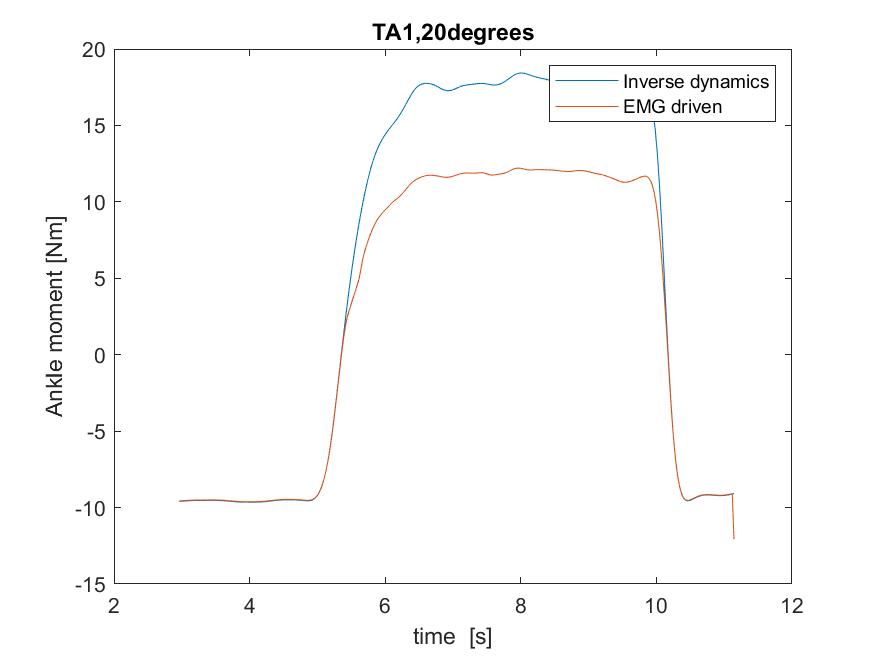 TA1,20degrees
20
15
10
5
0
-5
-10
-15
Ankle moment [Nm]
Inverse dynamics
EMG driven
2
4
6
8
10
12
time [s]